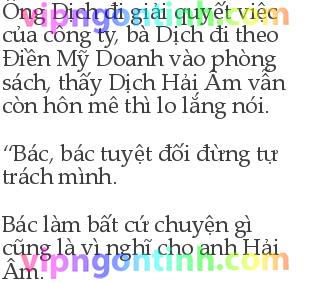 Ông Dịch đi giải quyết việc
của công ty, bà Dịch đi theo
Điền Mỹ Doanh vào phòng
sách, thấy Dịch Hải Âm vẫn
còn hôn mê thì lo lắng nói.
“Bác, bác tuyệt đối đừng tự
trách mình.
Bác làm bất cứ chuyện gì
cũng là vì nghĩ cho anh Hải
Âm.
vipngontinh.com
vipngontinh.com